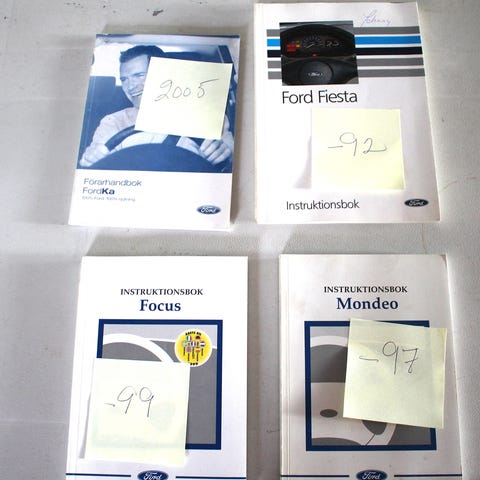 2005
Förarhandbok
FordKa
Ford
Ford Fiesta
-92
Instruktionsbok
Ford
INSTRUKTIONSBOK
Focus
-99
Ford
INSTRUKTIONSBOK
Mondeo
-97
Ford